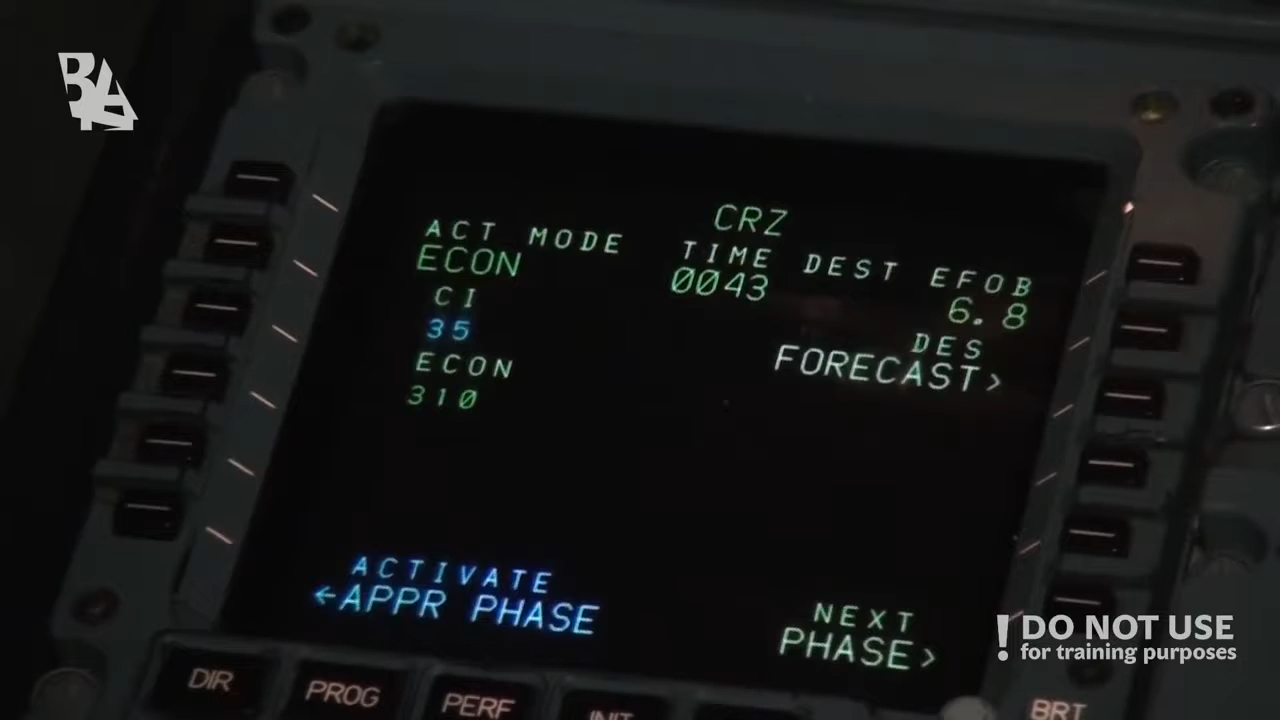 BAA
CRZ
ACT MODE TIME DEST EFOB
ECON 0043 6.8
CI DES
35 FORECAST>
ECON
310
ACTIVATE
←APPR PHASE
NEXT
PHASE>
! DO NOT USE
for training purposes
DIR PROG PERF INIT BRT